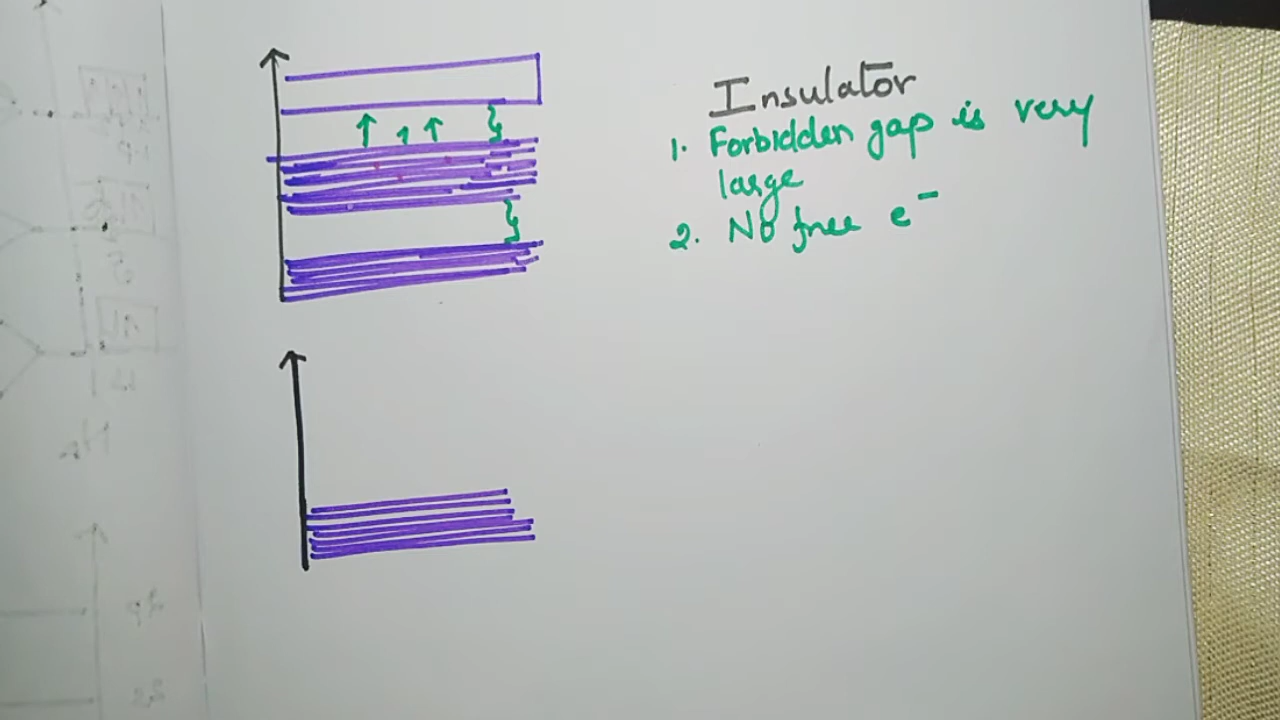 Insulator
1. Forbidden gap is very
large
2. No free e⁻